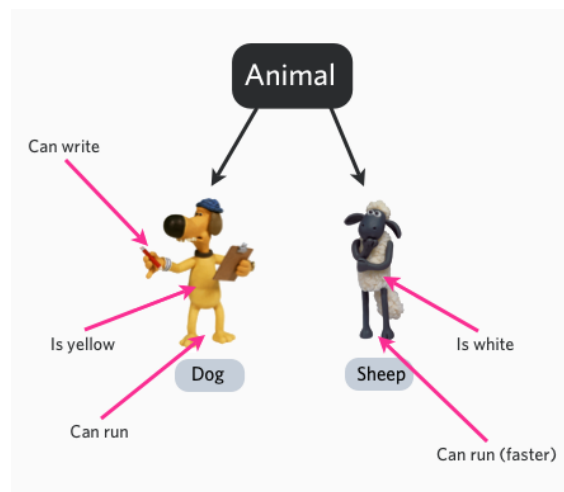 Animal
Can write
Is yellow
Is white
Dog
Sheep
Can run
Can run (faster)